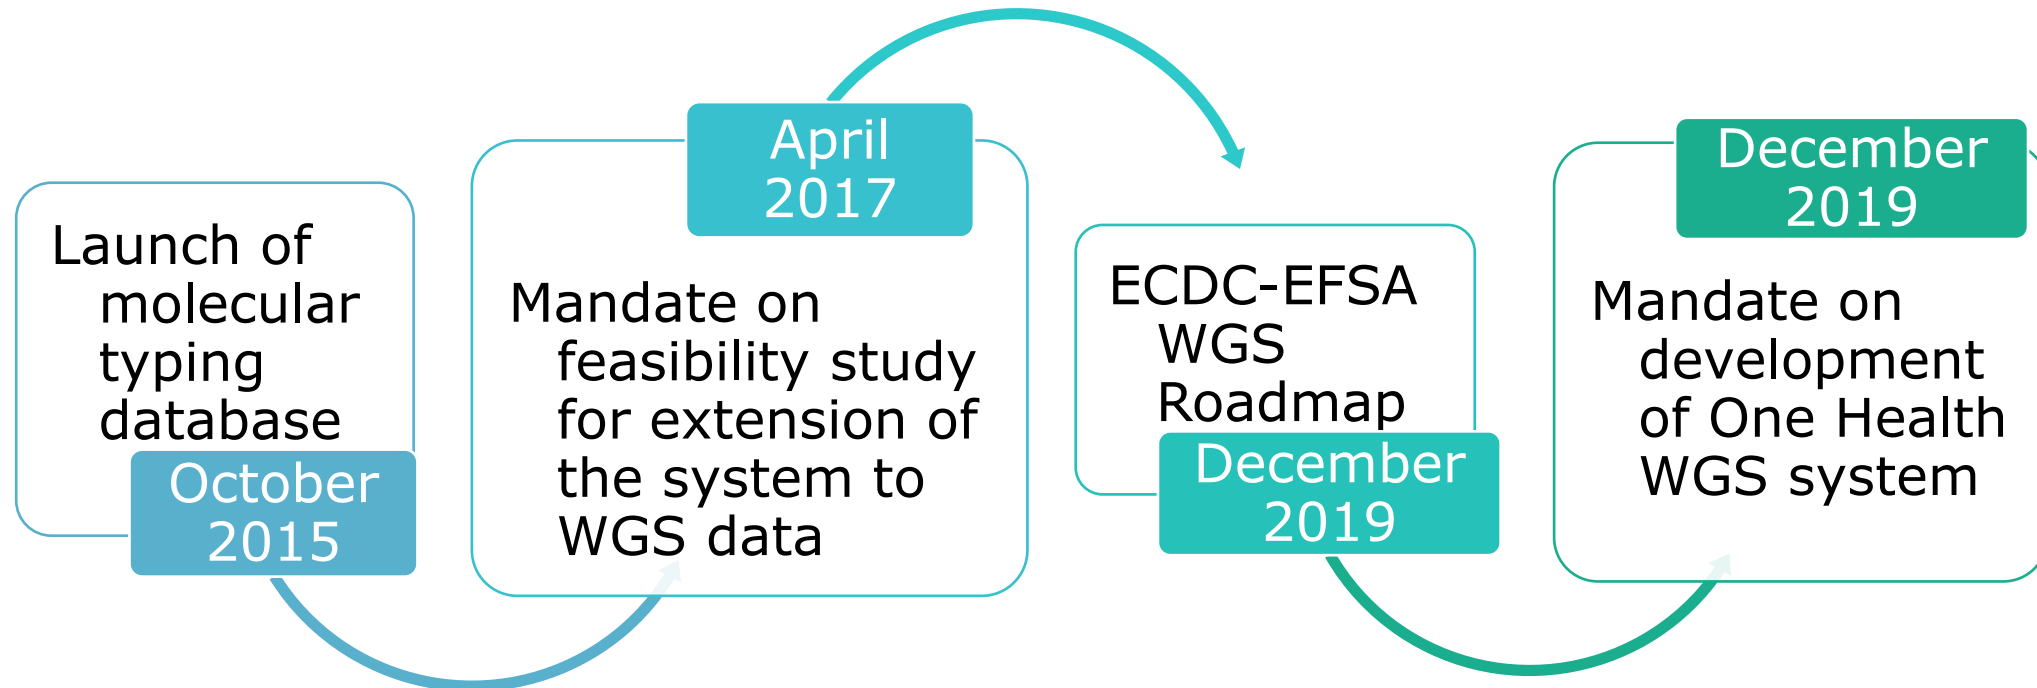 Launch of
molecular
typing
database
October
2015
April
2017
Mandate on
feasibility study
for extension of
the system to
WGS data
ECDC-EFSA
WGS
Roadmap
December
2019
December
2019
Mandate on
development
of One Health
WGS system